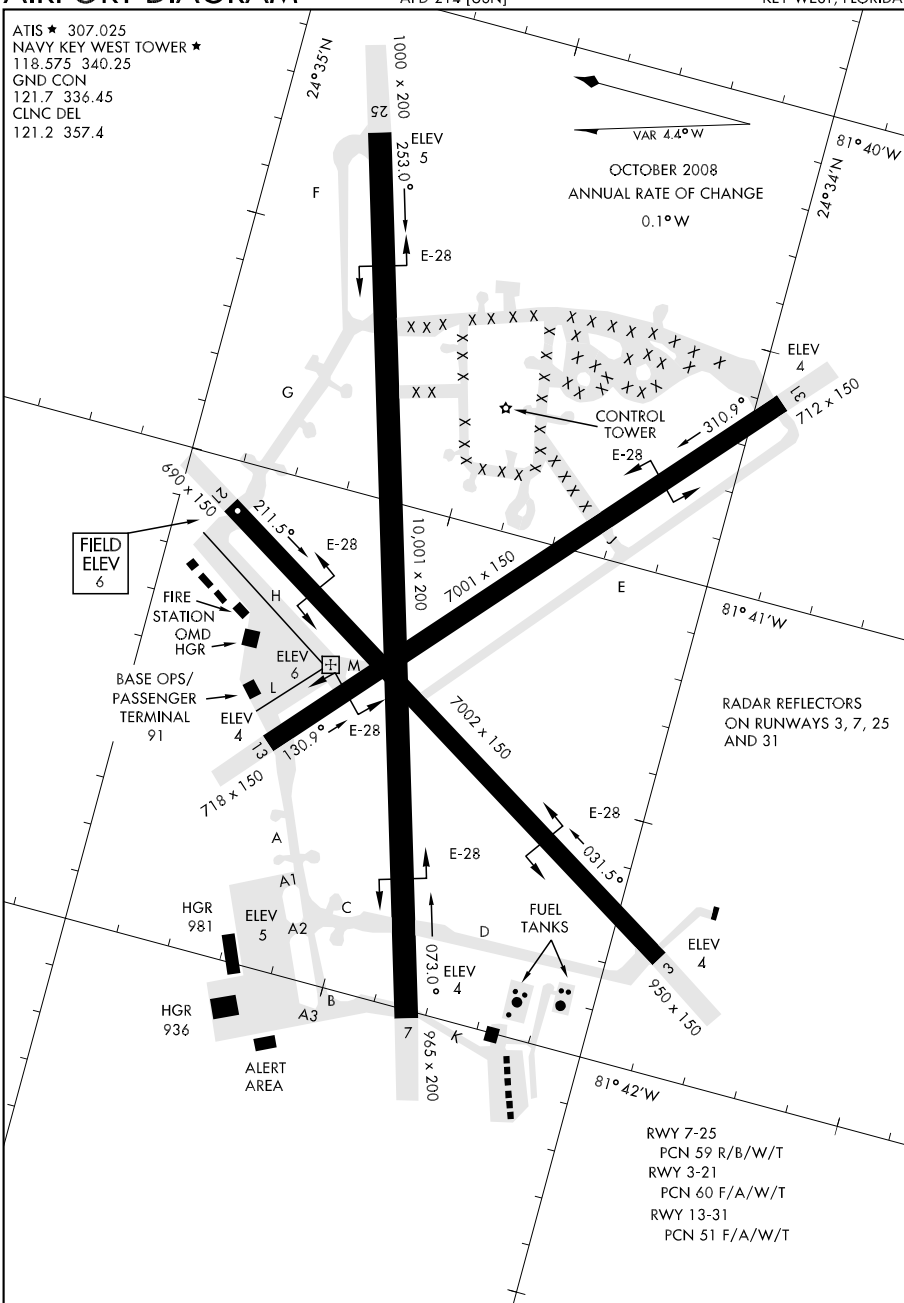 AIRPORT DIAGRAM
AFD-214 [USN]
KEY WEST, FLORIDA
ATIS ★ 307.025
NAVY KEY WEST TOWER ★
118.575 340.25
GND CON
121.7 336.45
CLNC DEL
121.2 357.4
24°35'N
1000 x 200
25
ELEV
5
253.0°
F
E-28
VAR 4.4° W
OCTOBER 2008
ANNUAL RATE OF CHANGE
0.1° W
81° 40'W
24°34'N
X X X X X X X
X X X X X X X
X X
G
CONTROL
TOWER
ELEV
4
31
712 x 150
310.9°
E-28
690 x 150
21
211.5°
E-28
FIELD
ELEV
6
H
10,001 x 200
7001 x 150
J
E
81° 41'W
FIRE
STATION
OMD
HGR
ELEV
6
M
BASE OPS/
PASSENGER
TERMINAL
91
L
ELEV
4
13
130.9°
E-28
718 x 150
7002 x 150
RADAR REFLECTORS
ON RUNWAYS 3, 7, 25
AND 31
A
E-28
031.5°
E-28
A1
C
HGR
981
ELEV
5
A2
D
FUEL
TANKS
073.0°
ELEV
4
3
ELEV
4
950 x 150
HGR
936
B
A3
7
K
965 x 200
ALERT
AREA
81° 42'W
RWY 7-25
PCN 59 R/B/W/T
RWY 3-21
PCN 60 F/A/W/T
RWY 13-31
PCN 51 F/A/W/T